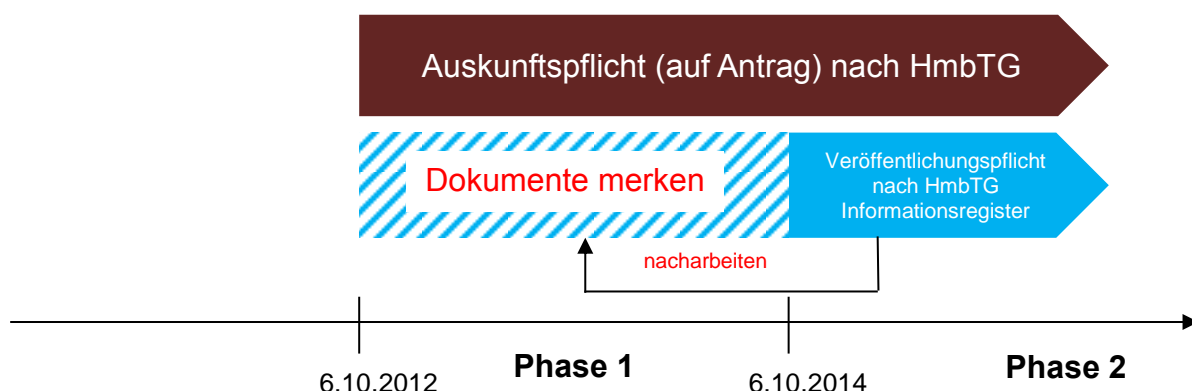 Auskunftspflicht (auf Antrag) nach HmbTG
Dokumente merken
Veröffentlichungspflicht
nach HmbTG
Informationsregister
nacharbeiten
Phase 1
Phase 2
6.10.2012
6.10.2014